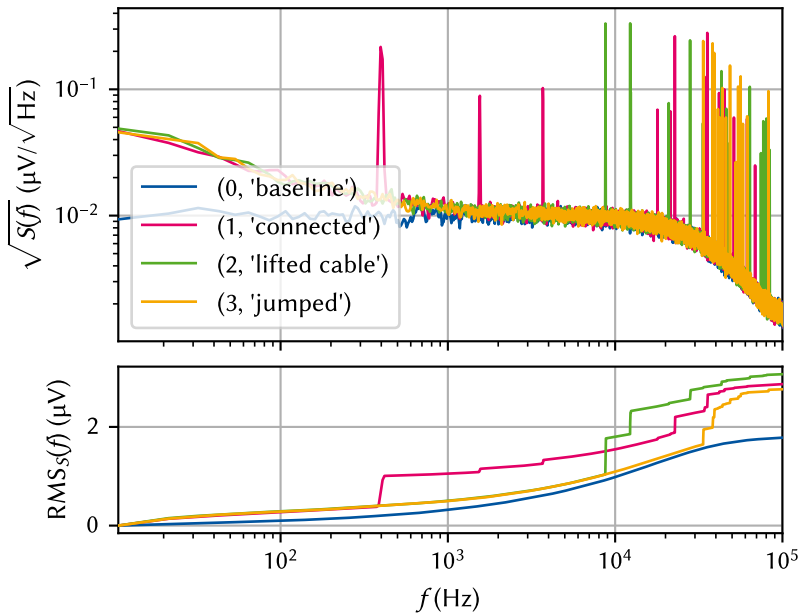 10⁻¹
10⁻²
√S(f) (μV/√Hz)
(0, 'baseline')
(1, 'connected')
(2, 'lifted cable')
(3, 'jumped')
2
0
RMS_S(f) (μV)
10² 10³ 10⁴ 10⁵
f (Hz)